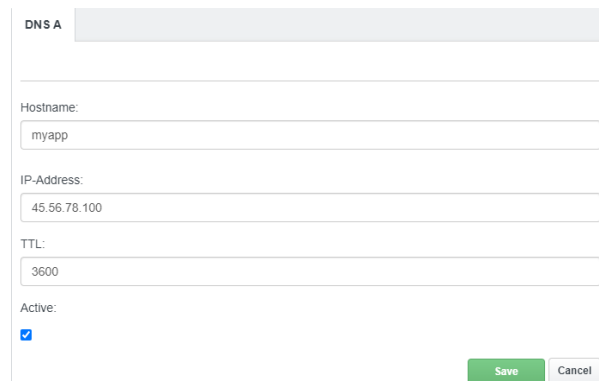 DNS A
Hostname:
myapp
IP-Address:
45.56.78.100
TTL:
3600
Active:
Save Cancel